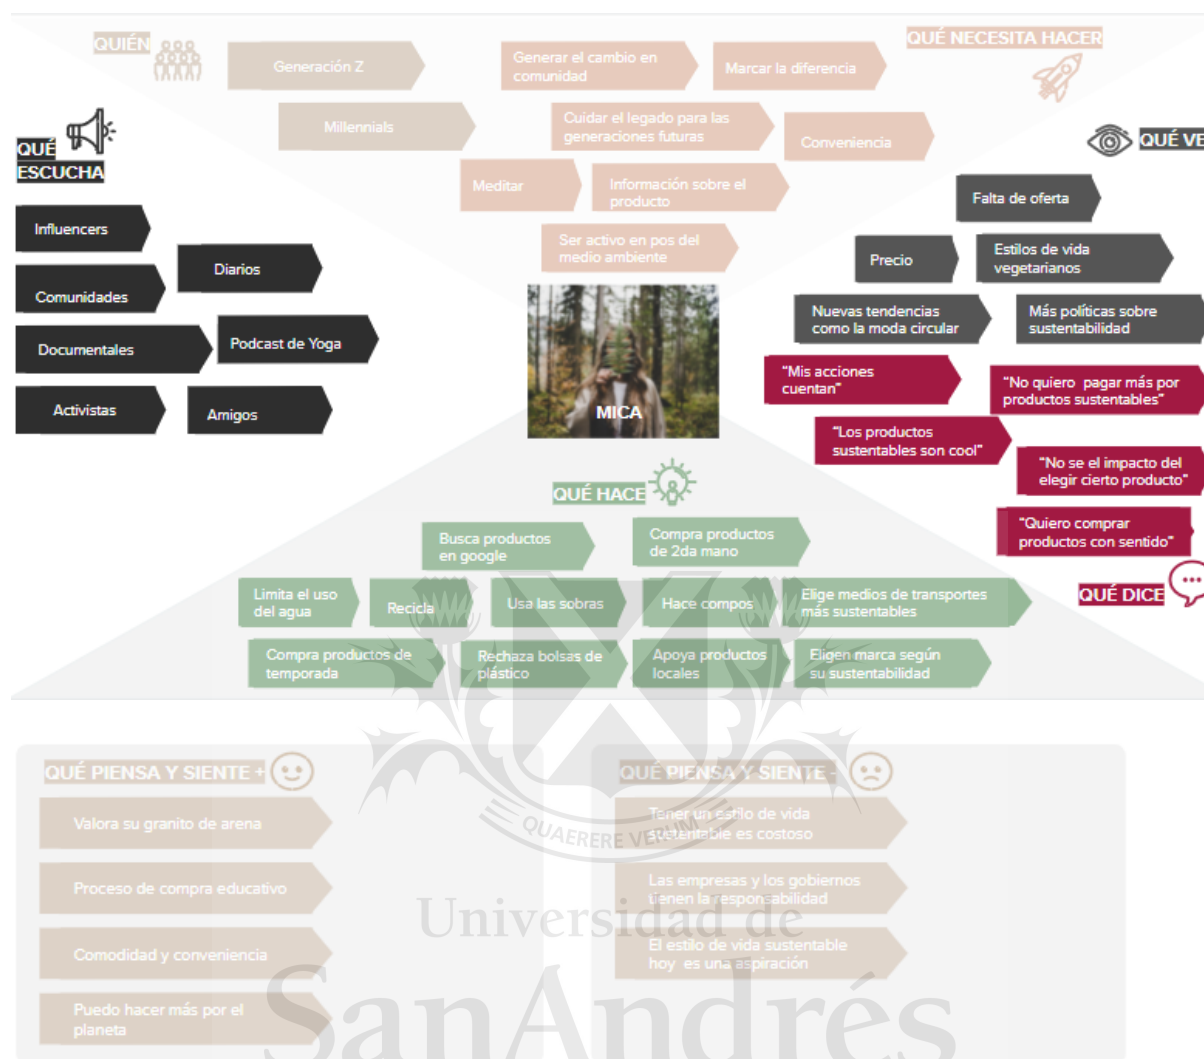 QUIÉN
Generación Z
Millennials
QUÉ NECESITA HACER
Generar el cambio en
comunidad
Marcar la diferencia
Cuidar el legado para las
generaciones futuras
Conveniencia
Meditar
Información sobre el
producto
Ser activo en pos del
medio ambiente
QUÉ
ESCUCHA
Influencers
Diarios
Comunidades
Documentales
Podcast de Yoga
Activistas
Amigos
QUÉ VE
Falta de oferta
Precio
Estilos de vida
vegetarianos
Nuevas tendencias
como la moda circular
Más políticas sobre
sustentabilidad
MICA
"Mis acciones
cuentan"
"No quiero pagar más por
productos sustentables"
"Los productos
sustentables son cool"
"No se el impacto del
elegir cierto producto"
"Quiero comprar
productos con sentido"
QUÉ DICE
QUÉ HACE
Busca productos
en google
Compra productos
de 2da mano
Limita el uso
del agua
Recicla
Usa las sobras
Hace compos
Elige medios de transportes
más sustentables
Compra productos de
temporada
Rechaza bolsas de
plástico
Apoya productos
locales
Eligen marca según
su sustentabilidad
QUÉ PIENSA Y SIENTE +
Valora su granito de arena
Proceso de compra educativo
Comodidad y conveniencia
Puedo hacer más por el
planeta
QUÉ PIENSA Y SIENTE -
Tener un estilo de vida
sustentable es costoso
Las empresas y los gobiernos
tienen la responsabilidad
El estilo de vida sustentable
hoy es una aspiración
QUAERERE VERUM
Universidad de
SanAndrés